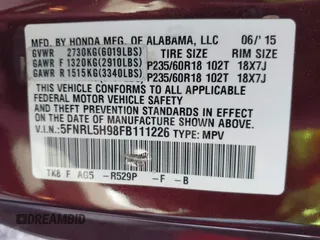 MFD. BY HONDA MFG. OF ALABAMA, LLC 06/'15
GVWR 2730KG(6019LBS) TIRE SIZE RIM SIZE
GAWR F 1320KG(2910LBS) P235/60R18 102T 18X7J
GAWR R 1515KG(3340LBS) P235/60R18 102T 18X7J
THIS VEHICLE CONFORMS TO ALL APPLICABLE
FEDERAL MOTOR VEHICLE SAFETY AND THEFT
PREVENTION STANDARDS IN EFFECT ON THE DATE
OF MANUFACTURE SHOWN ABOVE.
V.I.N.:5FNRL5H98FB111226 TYPE: MPV
TK8 F AG5 -R529P -F -B
DREAMBID